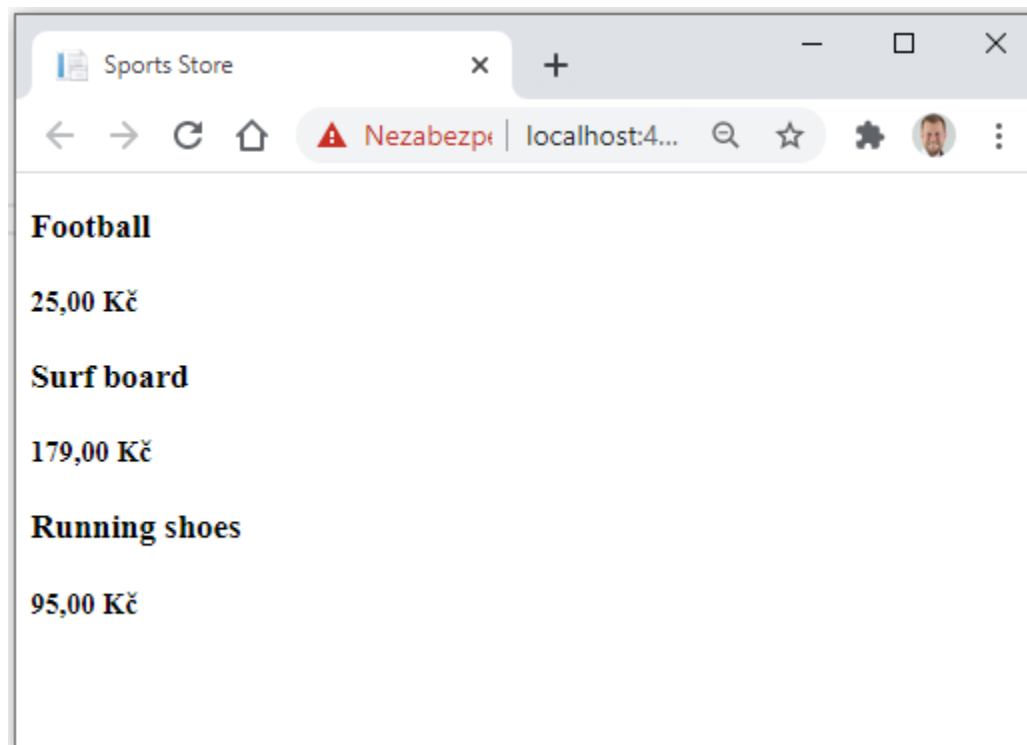 Sports Store
Nezabezpe localhost:4...
Football
25,00 Kč
Surf board
179,00 Kč
Running shoes
95,00 Kč